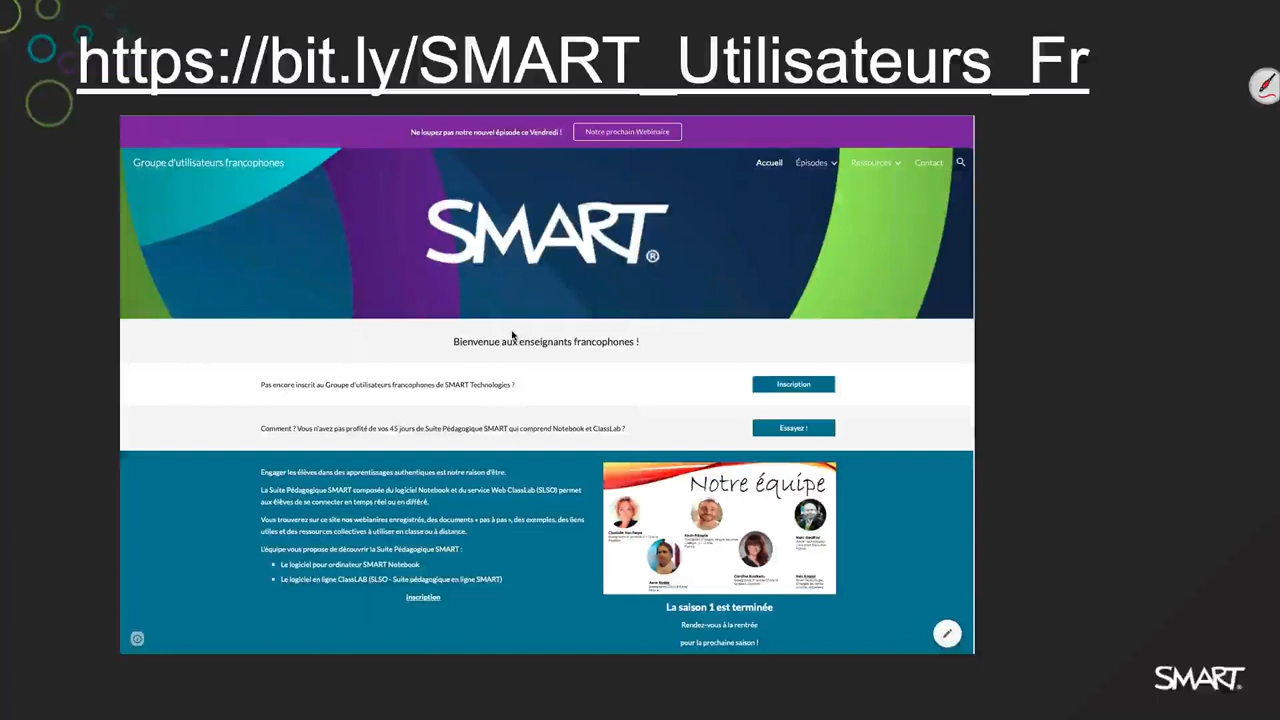 https://bit.ly/SMART_Utilisateurs_Fr
Ne loupez pas notre nouvel épisode ce Vendredi !
Notre prochain Webinaire
Groupe d'utilisateurs francophones
Accueil
Épisodes
Ressources
Contact
SMART®
Bienvenue aux enseignants francophones !
Pas encore inscrit au Groupe d'utilisateurs francophones de SMART Technologies ?
Inscription
Comment ? Vous n'avez pas profité de vos 45 jours de Suite Pédagogique SMART qui comprend Notebook et ClassLab ?
Essayez !
Engager les élèves dans des apprentissages authentiques est notre raison d'être.
La Suite Pédagogique SMART composée du logiciel Notebook et du service Web ClassLab (SLSO) permet
aux élèves de se connecter en temps réel ou en différé.
Vous trouverez sur ce site nos webianires enregistrés, des documents « pas à pas », des exemples, des liens
utiles et des ressources collectives à utiliser en classe ou à distance.
L'équipe vous propose de découvrir la Suite Pédagogique SMART :
Le logiciel pour ordinateur SMART Notebook
Le logiciel en ligne ClassLAB (SLSO - Suite pédagogique en ligne SMART)
Inscription
Notre équipe
La saison 1 est terminée
Rendez-vous à la rentrée
pour la prochaine saison !
SMART